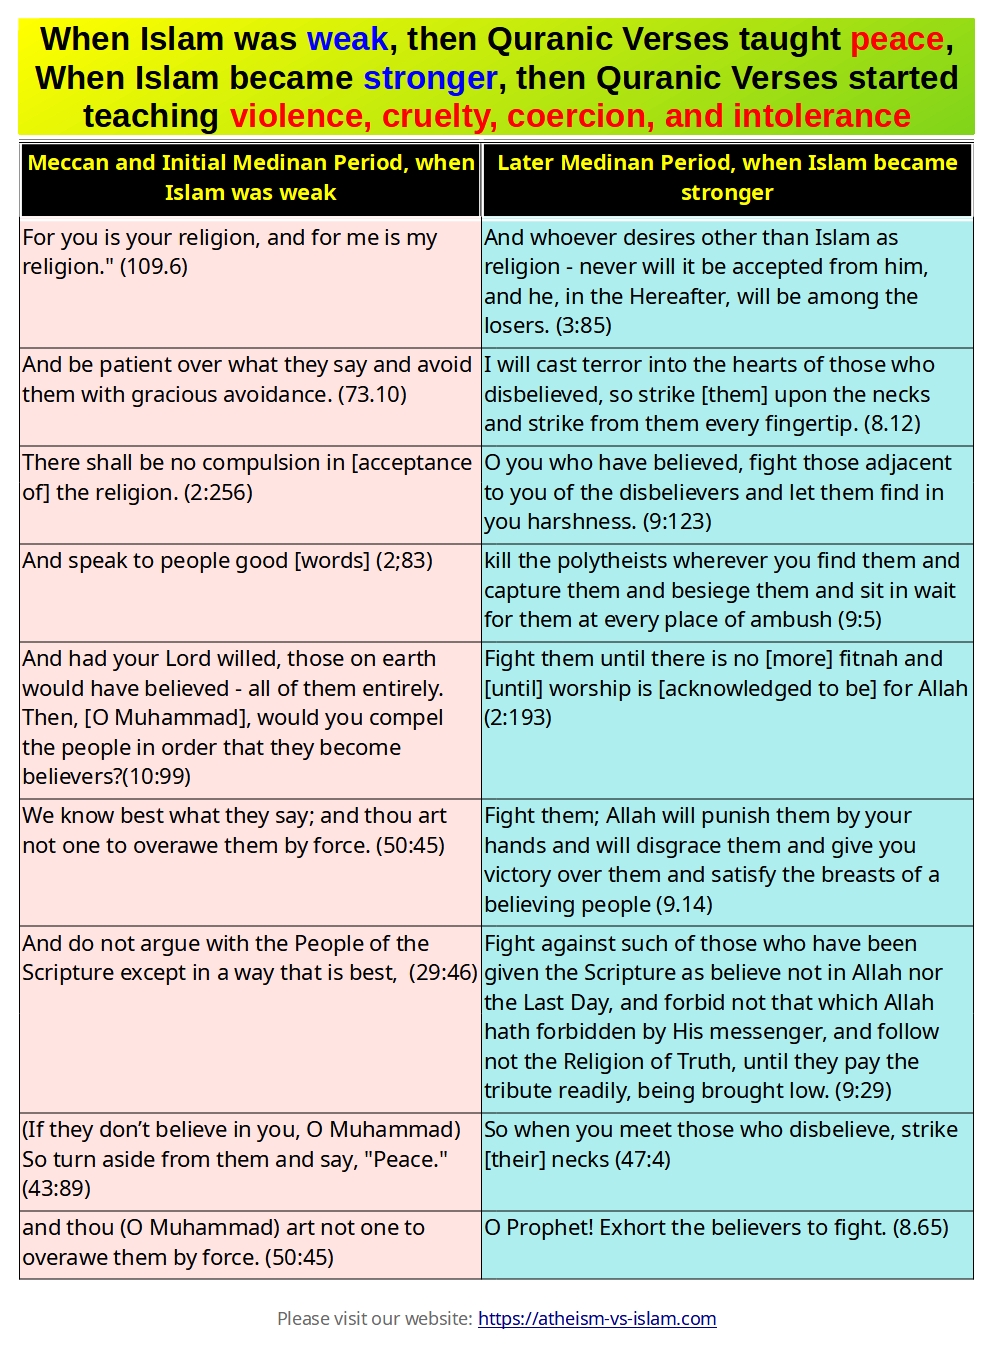 When Islam was weak, then Quranic Verses taught peace,
When Islam became stronger, then Quranic Verses started
teaching violence, cruelty, coercion, and intolerance
Meccan and Initial Medinan Period, when
Islam was weak
Later Medinan Period, when Islam became
stronger
For you is your religion, and for me is my
religion." (109.6)
And whoever desires other than Islam as
religion - never will it be accepted from him,
and he, in the Hereafter, will be among the
losers. (3:85)
And be patient over what they say and avoid
them with gracious avoidance. (73.10)
I will cast terror into the hearts of those who
disbelieved, so strike [them] upon the necks
and strike from them every fingertip. (8.12)
There shall be no compulsion in [acceptance
of] the religion. (2:256)
O you who have believed, fight those adjacent
to you of the disbelievers and let them find in
you harshness. (9:123)
And speak to people good [words] (2;83)
kill the polytheists wherever you find them and
capture them and besiege them and sit in wait
for them at every place of ambush (9:5)
And had your Lord willed, those on earth
would have believed - all of them entirely.
Then, [O Muhammad], would you compel
the people in order that they become
believers?(10:99)
Fight them until there is no [more] fitnah and
[until] worship is [acknowledged to be] for Allah
(2:193)
We know best what they say; and thou art
not one to overawe them by force. (50:45)
Fight them; Allah will punish them by your
hands and will disgrace them and give you
victory over them and satisfy the breasts of a
believing people (9.14)
And do not argue with the People of the
Scripture except in a way that is best,  (29:46)
Fight against such of those who have been
given the Scripture as believe not in Allah nor
the Last Day, and forbid not that which Allah
hath forbidden by His messenger, and follow
not the Religion of Truth, until they pay the
tribute readily, being brought low. (9:29)
(If they don’t believe in you, O Muhammad)
So turn aside from them and say, "Peace."
(43:89)
So when you meet those who disbelieve, strike
[their] necks (47:4)
and thou (O Muhammad) art not one to
overawe them by force. (50:45)
O Prophet! Exhort the believers to fight. (8.65)
Please visit our website: https://atheism-vs-islam.com